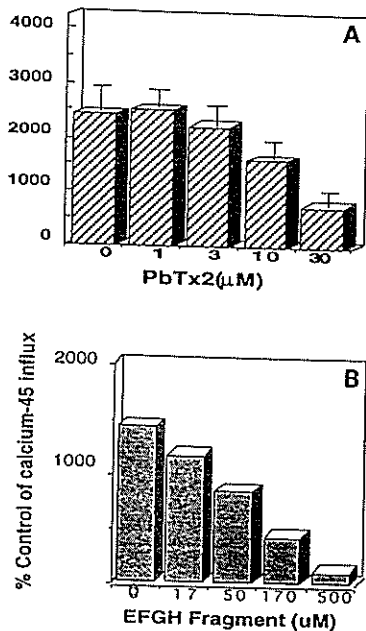 A
4000
3000
2000
1000
0
0 1 3 10 30
PbTx2(μM)
B
2000
1000
% Control of calcium-45 influx
0 17 50 170 500
EFGH Fragment (uM)